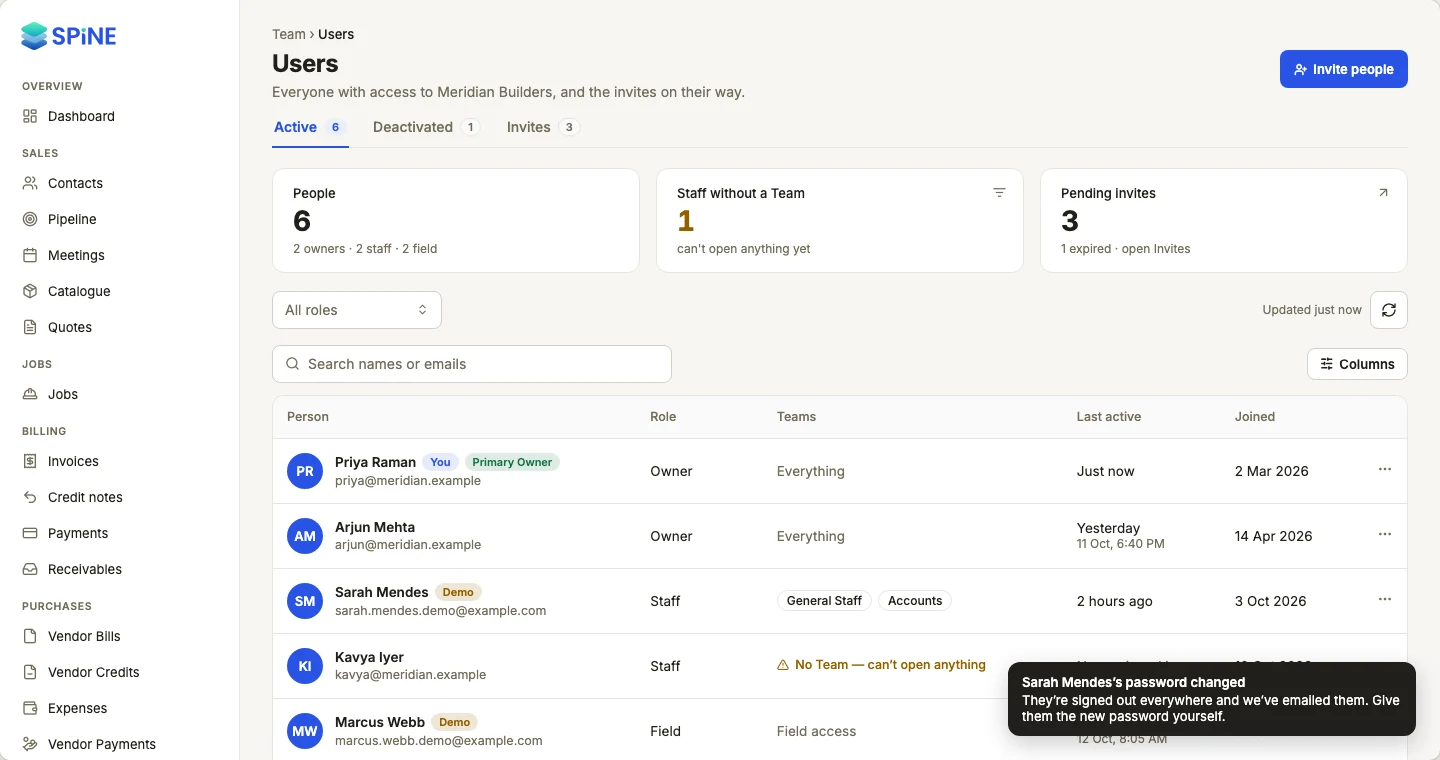 SPiNE
OVERVIEW
Dashboard
SALES
Contacts
Pipeline
Meetings
Catalogue
Quotes
JOBS
Jobs
BILLING
Invoices
Credit notes
Payments
Receivables
PURCHASES
Vendor Bills
Vendor Credits
Expenses
Vendor Payments
Team › Users
Users
Everyone with access to Meridian Builders, and the invites on their way.
Invite people
Active 6 Deactivated 1 Invites 3
People
6
2 owners · 2 staff · 2 field
Staff without a Team
1
can't open anything yet
Pending invites
3
1 expired · open Invites
All roles
Updated just now
Search names or emails
Columns
Person Role Teams Last active Joined
PR Priya Raman You Primary Owner
priya@meridian.example
Owner Everything Just now 2 Mar 2026
AM Arjun Mehta
arjun@meridian.example
Owner Everything Yesterday
11 Oct, 6:40 PM
14 Apr 2026
SM Sarah Mendes Demo
sarah.mendes.demo@example.com
Staff General Staff Accounts 2 hours ago 3 Oct 2026
KI Kavya Iyer
kavya@meridian.example
Staff No Team — can’t open anything
MW Marcus Webb Demo
marcus.webb.demo@example.com
Field Field access
12 Oct, 8:05 AM
Sarah Mendes’s password changed
They’re signed out everywhere and we’ve emailed them. Give
them the new password yourself.